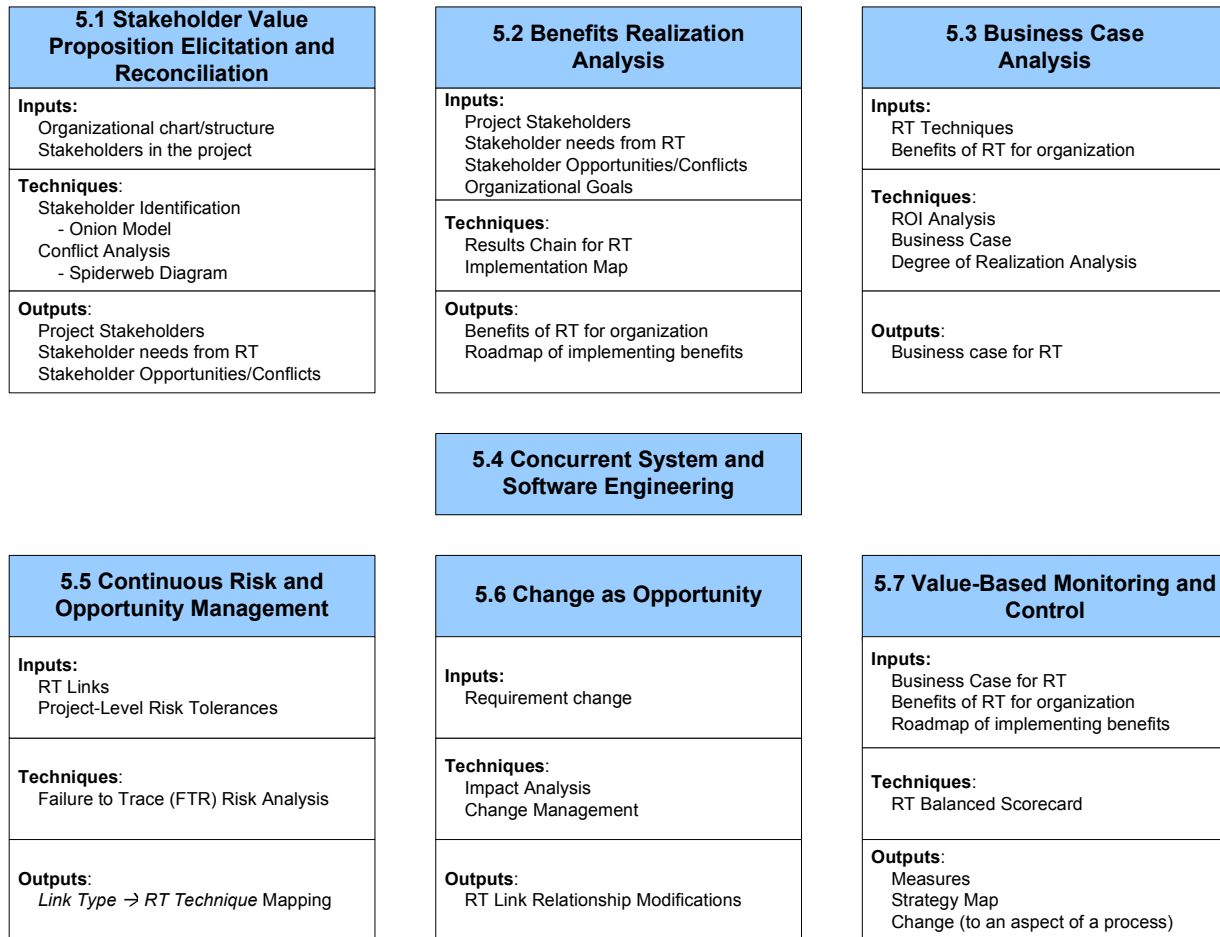 5.1 Stakeholder Value
Proposition Elicitation and
Reconciliation
Inputs:
Organizational chart/structure
Stakeholders in the project
Techniques:
Stakeholder Identification
- Onion Model
Conflict Analysis
- Spiderweb Diagram
Outputs:
Project Stakeholders
Stakeholder needs from RT
Stakeholder Opportunities/Conflicts
5.2 Benefits Realization
Analysis
Inputs:
Project Stakeholders
Stakeholder needs from RT
Stakeholder Opportunities/Conflicts
Organizational Goals
Techniques:
Results Chain for RT
Implementation Map
Outputs:
Benefits of RT for organization
Roadmap of implementing benefits
5.3 Business Case
Analysis
Inputs:
RT Techniques
Benefits of RT for organization
Techniques:
ROI Analysis
Business Case
Degree of Realization Analysis
Outputs:
Business case for RT
5.4 Concurrent System and
Software Engineering
5.5 Continuous Risk and
Opportunity Management
Inputs:
RT Links
Project-Level Risk Tolerances
Techniques:
Failure to Trace (FTR) Risk Analysis
Outputs:
Link Type → RT Technique Mapping
5.6 Change as Opportunity
Inputs:
Requirement change
Techniques:
Impact Analysis
Change Management
Outputs:
RT Link Relationship Modifications
5.7 Value-Based Monitoring and
Control
Inputs:
Business Case for RT
Benefits of RT for organization
Roadmap of implementing benefits
Techniques:
RT Balanced Scorecard
Outputs:
Measures
Strategy Map
Change (to an aspect of a process)